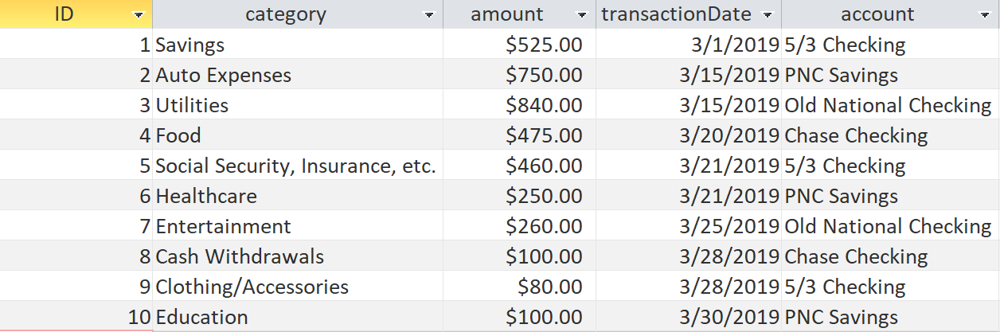 ID category amount transactionDate account
1 Savings $525.00 3/1/2019 5/3 Checking
2 Auto Expenses $750.00 3/15/2019 PNC Savings
3 Utilities $840.00 3/15/2019 Old National Checking
4 Food $475.00 3/20/2019 Chase Checking
5 Social Security, Insurance, etc. $460.00 3/21/2019 5/3 Checking
6 Healthcare $250.00 3/21/2019 PNC Savings
7 Entertainment $260.00 3/25/2019 Old National Checking
8 Cash Withdrawals $100.00 3/28/2019 Chase Checking
9 Clothing/Accessories $80.00 3/28/2019 5/3 Checking
10 Education $100.00 3/30/2019 PNC Savings